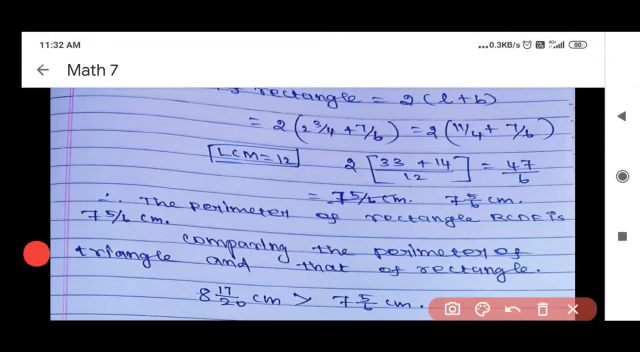 11:32 AM ...0.3KB/s 4G+ 80
← Math 7
of rectangle = 2 (l+b)
= 2 (2 3/4 + 7/6) = 2 (11/4 + 7/6)
LCM=12 2 [33 + 14 / 12] = 47/6
= 7 5/6 cm. 7 5/6 cm.
∴ The perimeter of rectangle BCDE is
7 5/6 cm.
comparing the perimeter of
triangle and that of rectangle.
8 17/20 cm > 7 5/6 cm.